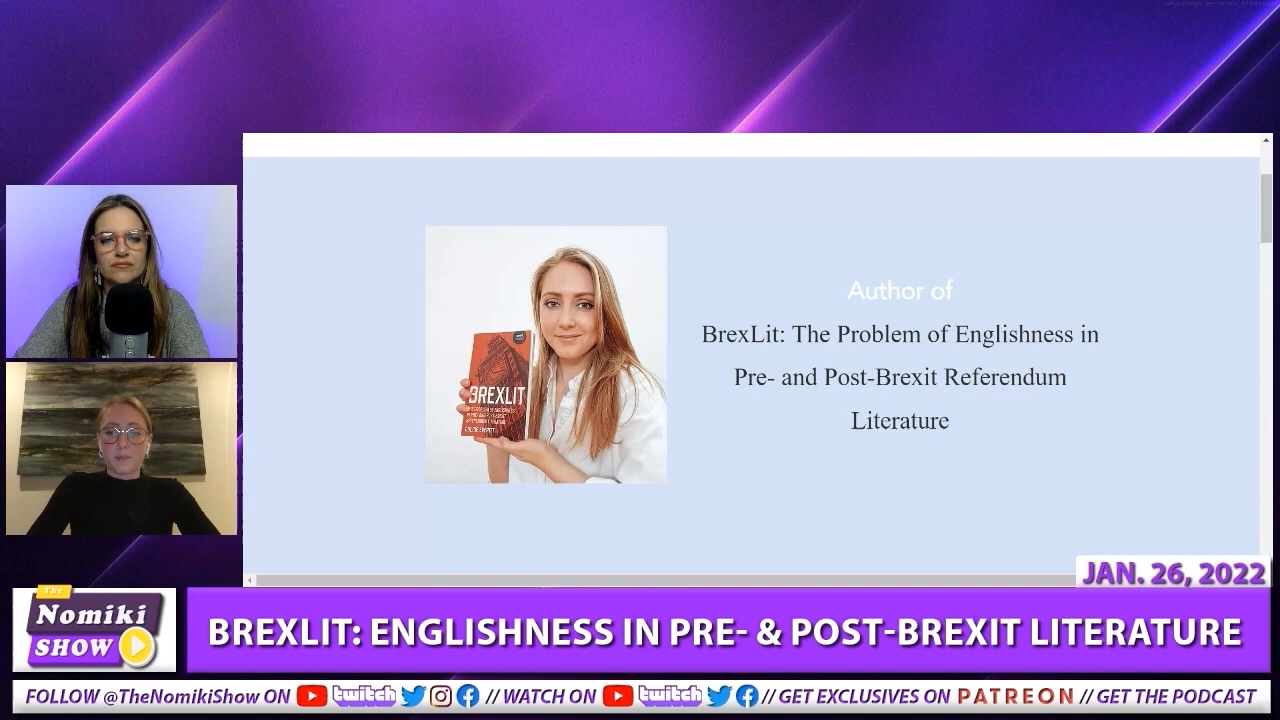 Author of
BrexLit: The Problem of Englishness in
Pre- and Post-Brexit Referendum
Literature
BREXLIT
JAN. 26, 2022
The
Nomiki
SHOW
BREXLIT: ENGLISHNESS IN PRE- & POST-BREXIT LITERATURE
FOLLOW @TheNomikiShow ON twitch // WATCH ON twitch // GET EXCLUSIVES ON PATREON // GET THE PODCAST